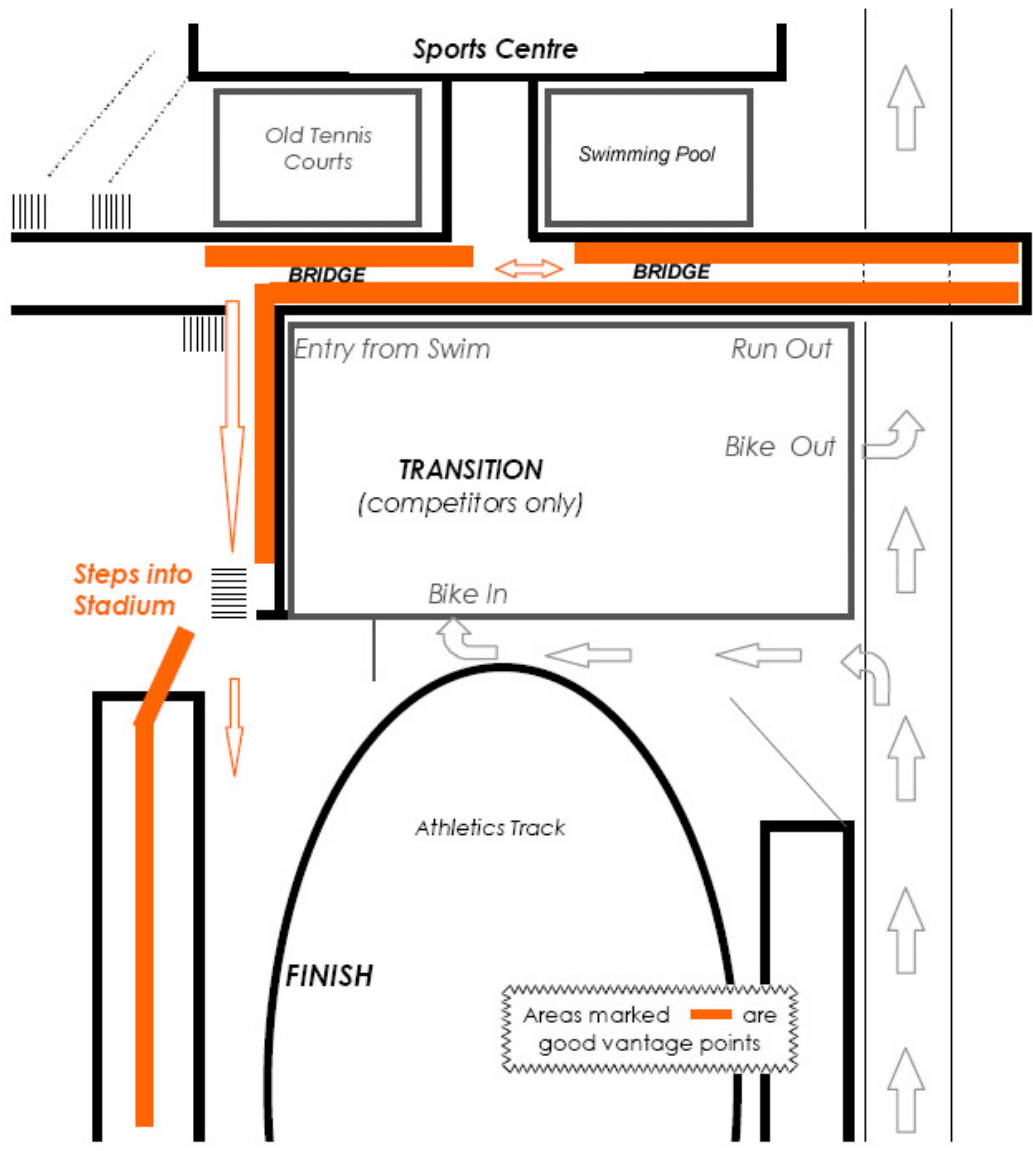 Sports Centre
Old Tennis
Courts
Swimming Pool
BRIDGE
BRIDGE
Entry from Swim
Run Out
Bike Out
TRANSITION
(competitors only)
Steps into
Stadium
Bike In
Athletics Track
FINISH
Areas marked are
good vantage points